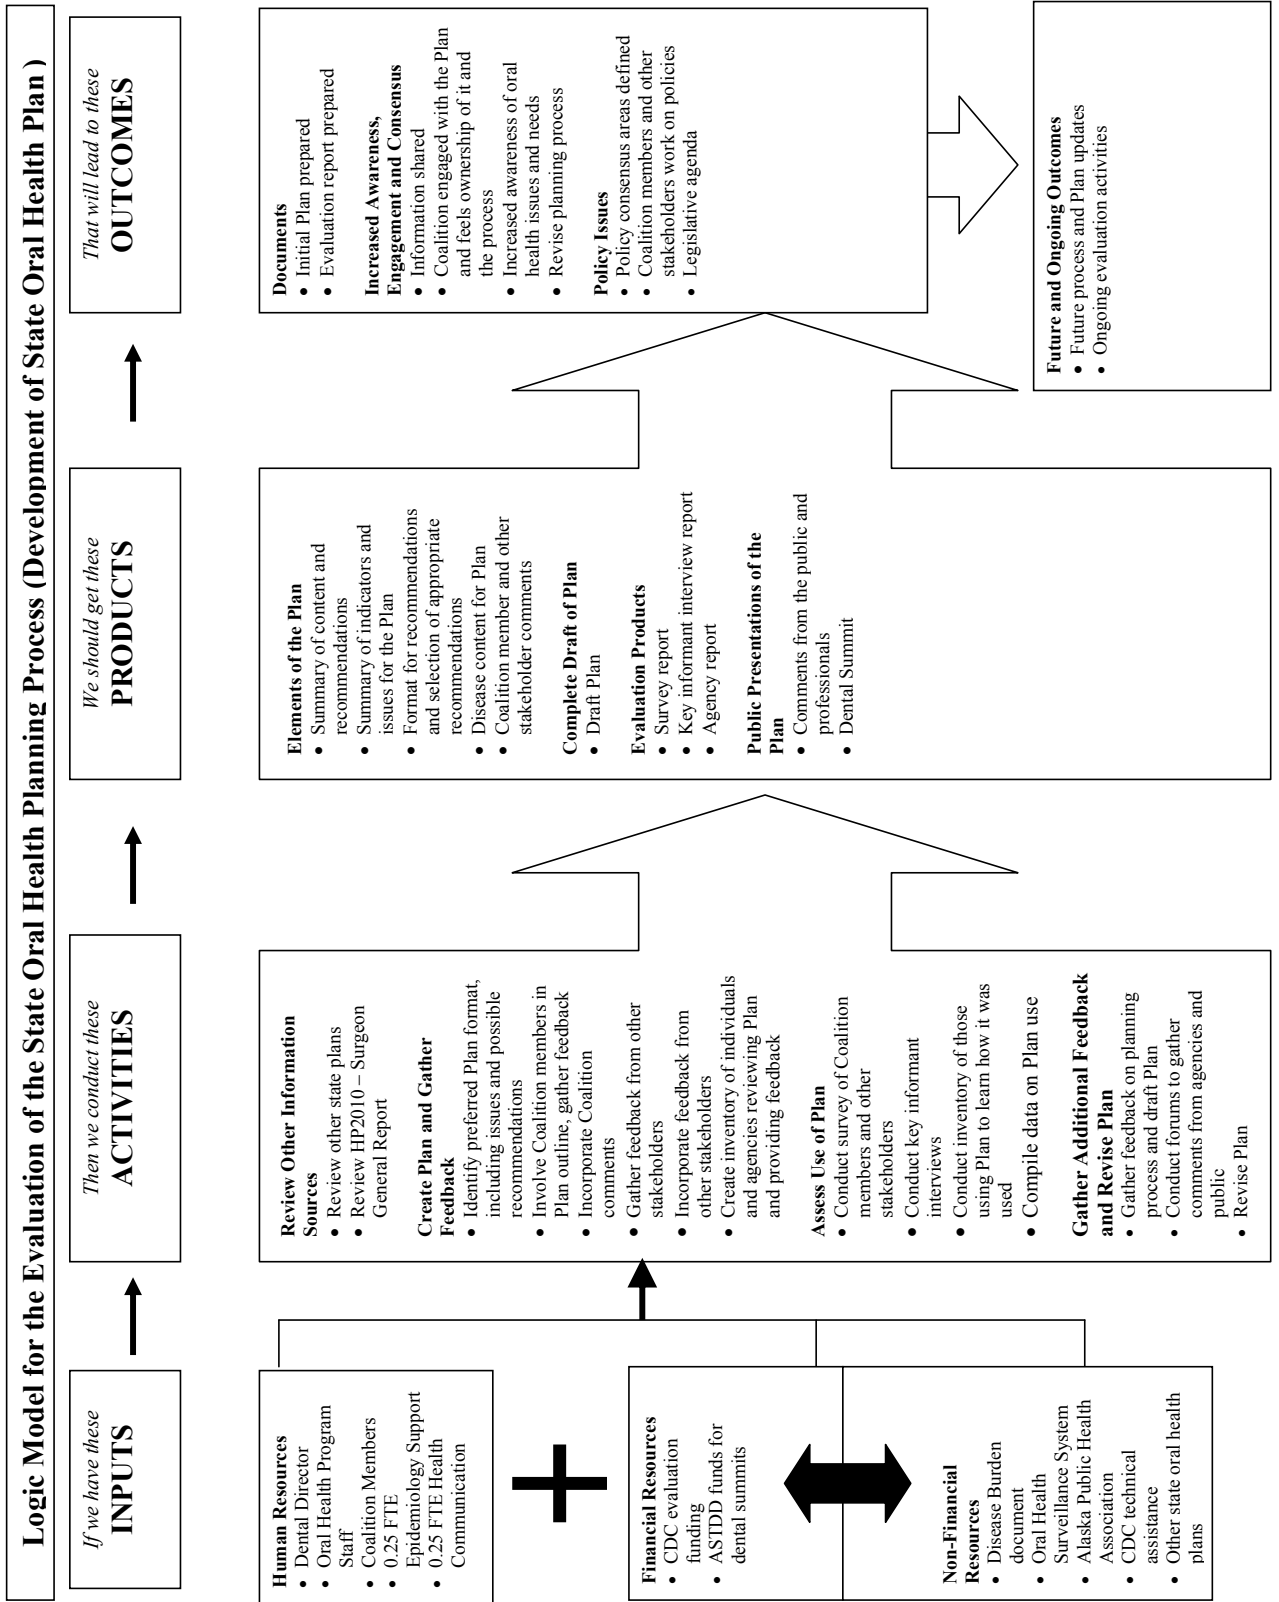 Logic Model for the Evaluation of the State Oral Health Planning Process (Development of State Oral Health Plan )
If we have these
INPUTS
Then we conduct these
ACTIVITIES
We should get these
PRODUCTS
That will lead to these
OUTCOMES
Human Resources
• Dental Director
• Oral Health Program
Staff
• Coalition Members
• 0.25 FTE
Epidemiology Support
• 0.25 FTE Health
Communication
Financial Resources
• CDC evaluation
funding
• ASTDD funds for
dental summits
Non-Financial
Resources
• Disease Burden
document
• Oral Health
Surveillance System
• Alaska Public Health
Association
• CDC technical
assistance
• Other state oral health
plans
Review Other Information
Sources
• Review other state plans
• Review HP2010 – Surgeon
General Report
Create Plan and Gather
Feedback
• Identify preferred Plan format,
including issues and possible
recommendations
• Involve Coalition members in
Plan outline, gather feedback
• Incorporate Coalition
comments
• Gather feedback from other
stakeholders
• Incorporate feedback from
other stakeholders
• Create inventory of individuals
and agencies reviewing Plan
and providing feedback
Assess Use of Plan
• Conduct survey of Coalition
members and other
stakeholders
• Conduct key informant
interviews
• Conduct inventory of those
using Plan to learn how it was
used
• Compile data on Plan use
Gather Additional Feedback
and Revise Plan
• Gather feedback on planning
process and draft Plan
• Conduct forums to gather
comments from agencies and
public
• Revise Plan
Elements of the Plan
• Summary of content and
recommendations
• Summary of indicators and
issues for the Plan
• Format for recommendations
and selection of appropriate
recommendations
• Disease content for Plan
• Coalition member and other
stakeholder comments
Complete Draft of Plan
• Draft Plan
Evaluation Products
• Survey report
• Key informant interview report
• Agency report
Public Presentations of the
Plan
• Comments from the public and
professionals
• Dental Summit
Documents
• Initial Plan prepared
• Evaluation report prepared
Increased Awareness,
Engagement and Consensus
• Information shared
• Coalition engaged with the Plan
and feels ownership of it and
the process
• Increased awareness of oral
health issues and needs
• Revise planning process
Policy Issues
• Policy consensus areas defined
• Coalition members and other
stakeholders work on policies
• Legislative agenda
Future and Ongoing Outcomes
• Future process and Plan updates
• Ongoing evaluation activities